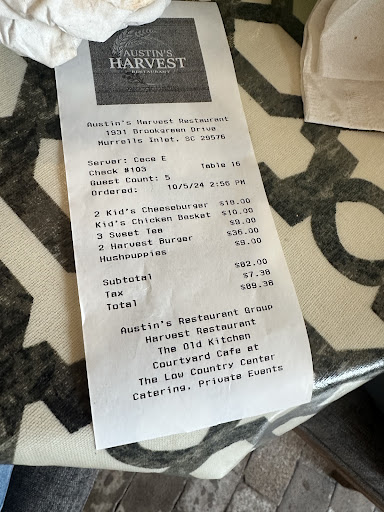 AUSTIN'S
HARVEST
RESTAURANT
Austin's Harvest Restaurant
1931 Brookgreen Drive
Murrells Inlet, SC 29576
Server: Cece E
Check #103 Table 16
Guest Count: 5
Ordered: 10/5/24 2:56 PM
2 Kid's Cheeseburger $18.00
Kid's Chicken Basket $10.00
3 Sweet Tea $9.00
2 Harvest Burger $36.00
Hushpuppies $9.00
Subtotal $82.00
Tax $7.38
Total $89.38
Austin's Restaurant Group
Harvest Restaurant
The Old Kitchen
Courtyard Cafe at
The Low Country Center
Catering, Private Events